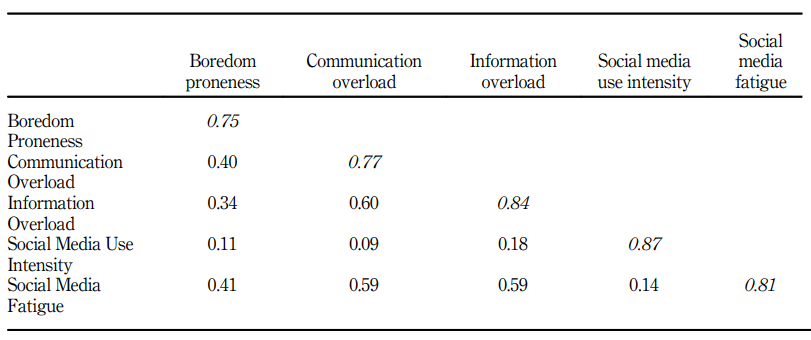 Social
Boredom Communication Information Social media media
proneness overload overload use intensity fatigue
Boredom 0.75
Proneness
Communication 0.40 0.77
Overload
Information 0.34 0.60 0.84
Overload
Social Media Use 0.11 0.09 0.18 0.87
Intensity
Social Media 0.41 0.59 0.59 0.14 0.81
Fatigue